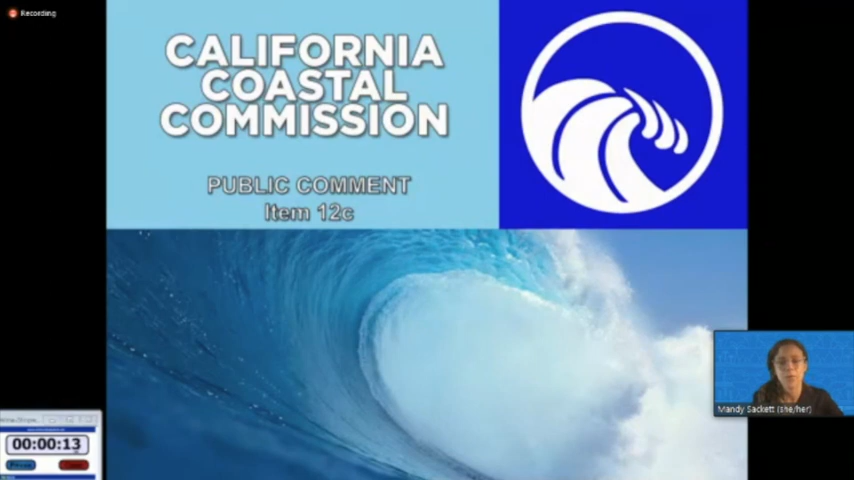 Recording
CALIFORNIA
COASTAL
COMMISSION
PUBLIC COMMENT
Item 12c
Mandy Sackett (she/her)
00:00:13